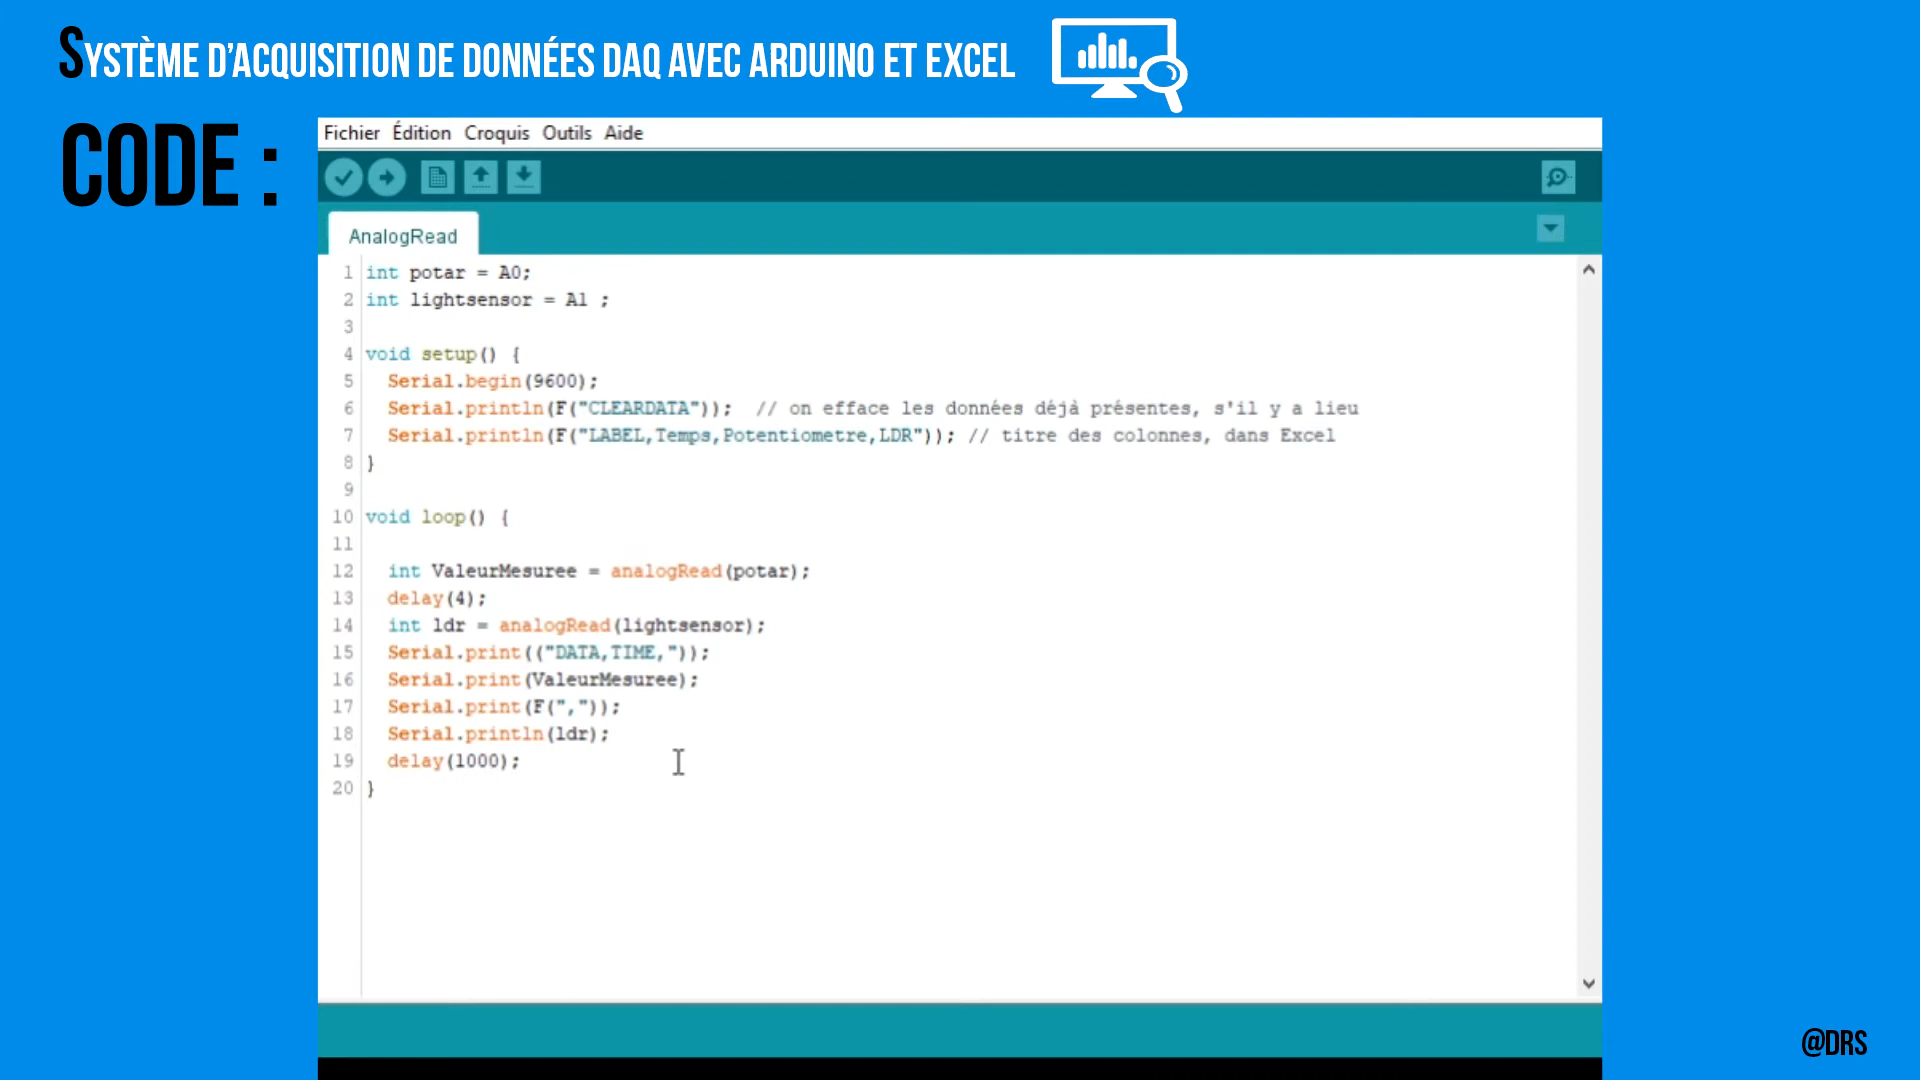 SYSTÈME D'ACQUISITION DE DONNÉES DAQ AVEC ARDUINO ET EXCEL
CODE :
Fichier Édition Croquis Outils Aide
AnalogRead
1 int potar = A0;
2 int lightsensor = A1 ;
3
4 void setup() {
5 Serial.begin(9600);
6 Serial.println(F("CLEARDATA")); // on efface les données déjà présentes, s'il y a lieu
7 Serial.println(F("LABEL,Temps,Potentiometre,LDR")); // titre des colonnes, dans Excel
8 }
9
10 void loop() {
11
12 int ValeurMesuree = analogRead(potar);
13 delay(4);
14 int ldr = analogRead(lightsensor);
15 Serial.print(("DATA,TIME,"));
16 Serial.print(ValeurMesuree);
17 Serial.print(F(","));
18 Serial.println(ldr);
19 delay(1000);
20 }
@DRS